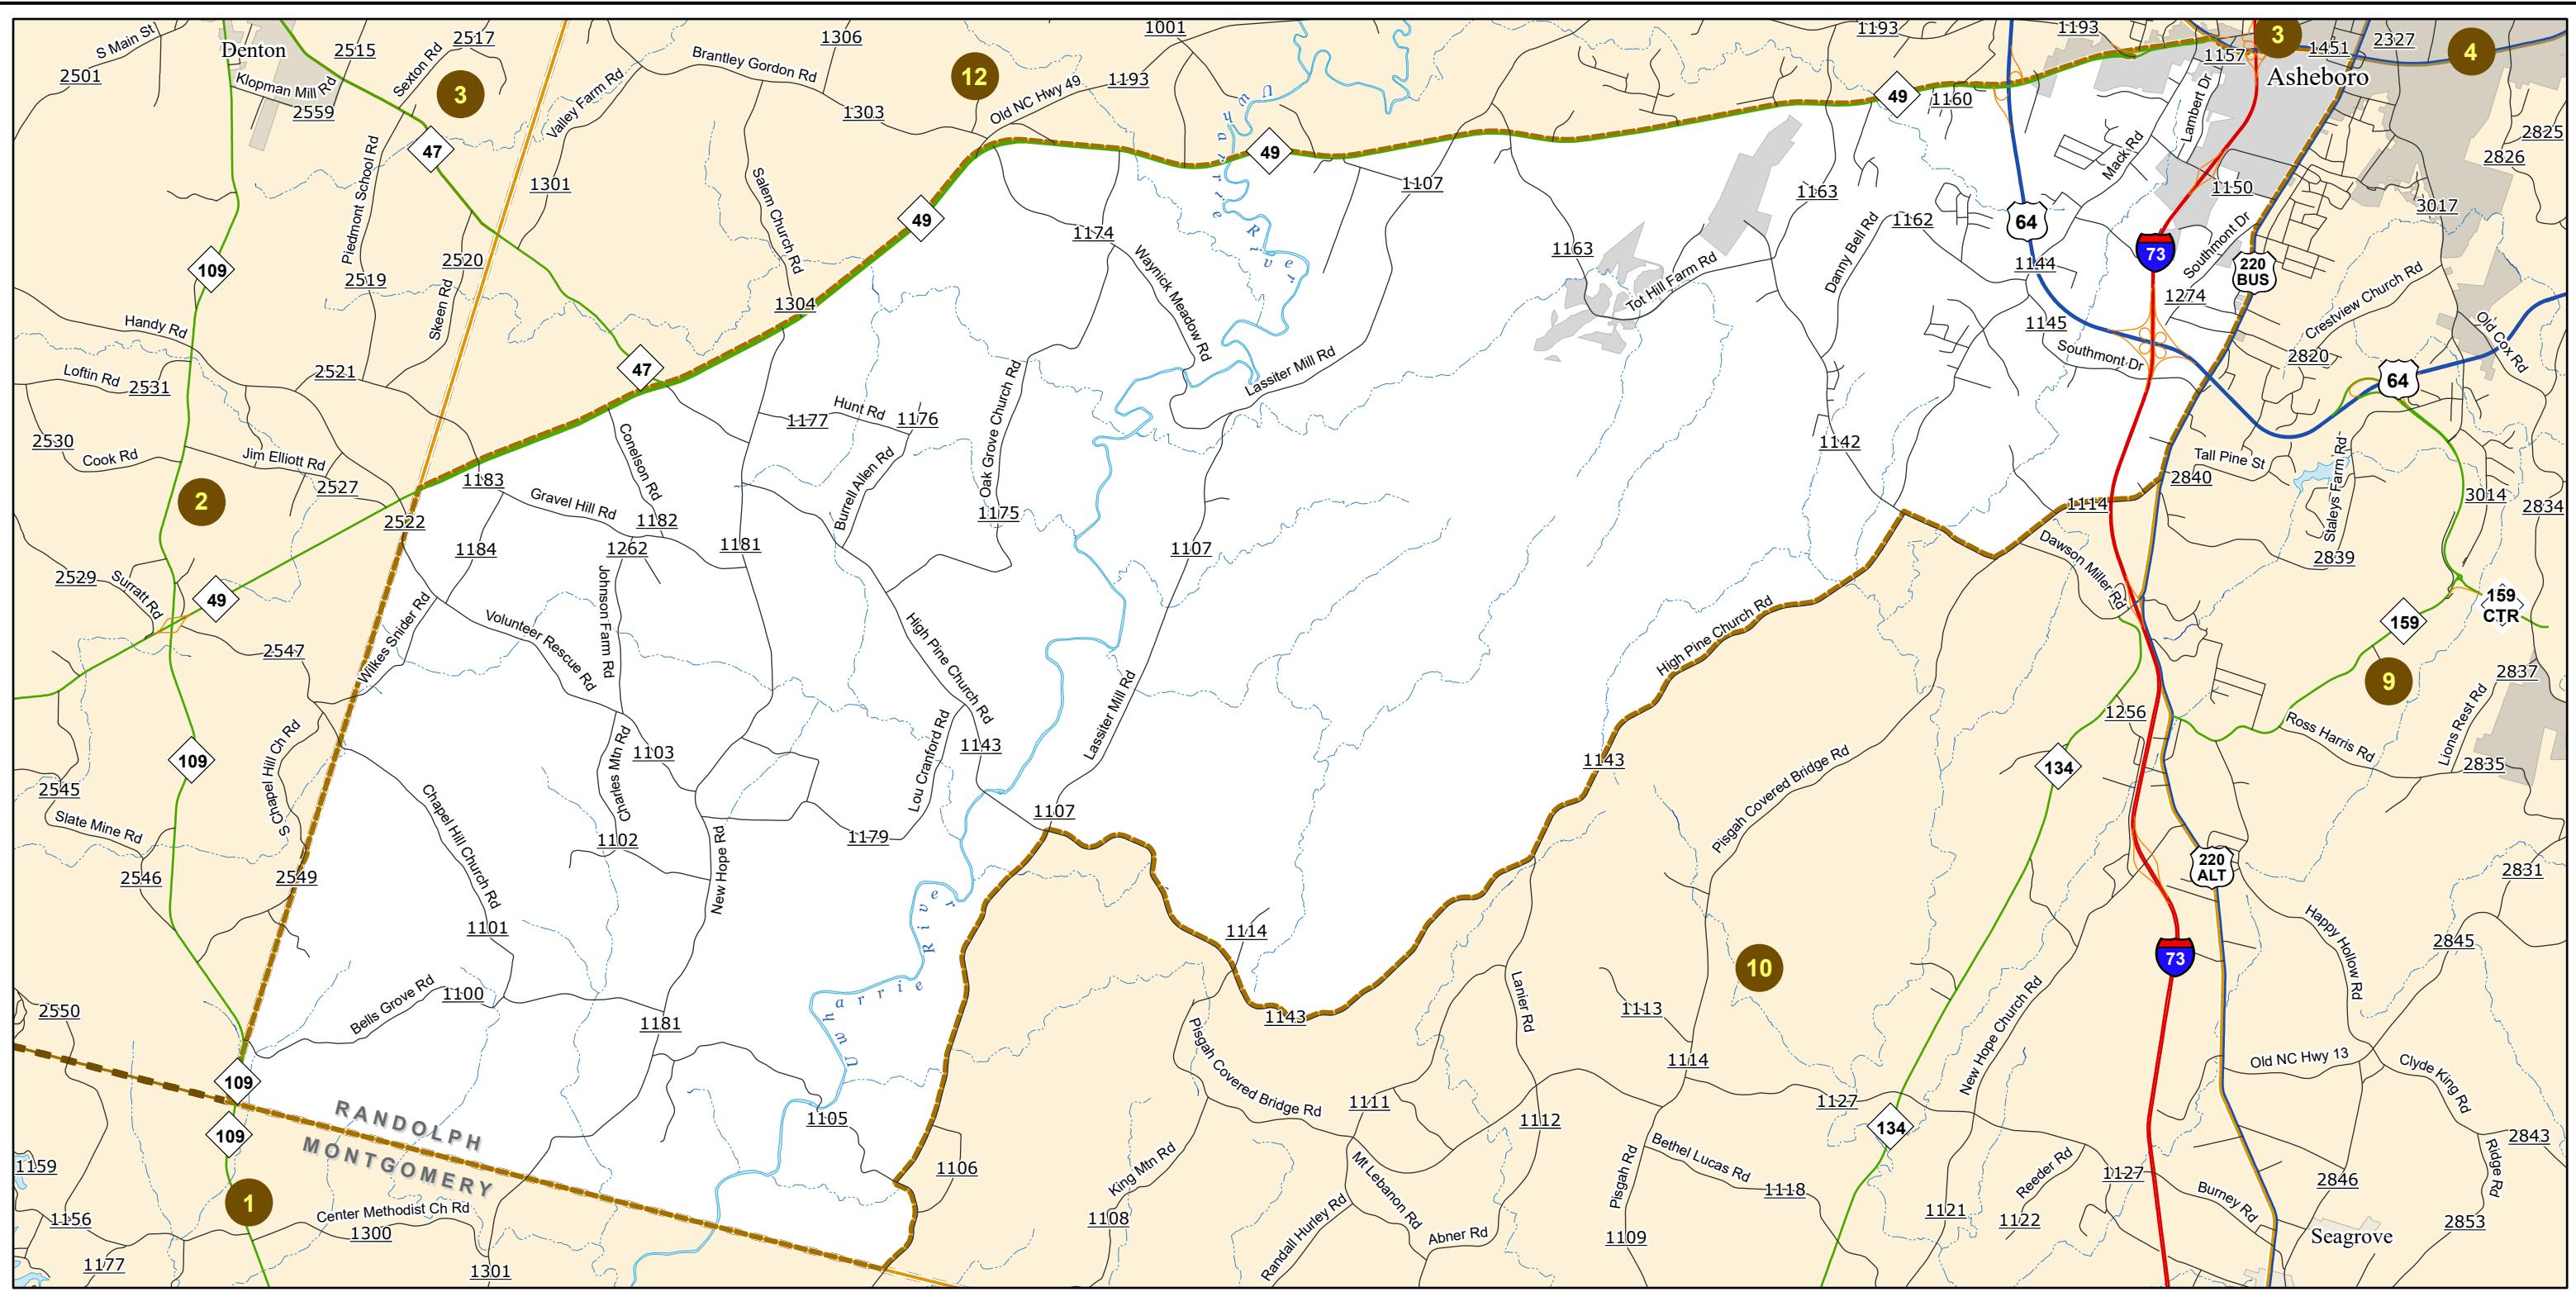 S Main St
Denton
2515
2517
1306
1001
1193
1193
3
1451
2327
4
2501
Sexton Rd
Brantley Gordon Rd
12
Old NC Hwy 49
1193
1157
Asheboro
Klopman Mill Rd
2559
3
Valley Farm Rd
1303
49
1160
Lambert Dr
2825
47
Piedmont School Rd
1301
Salem Church Rd
49
Umharrie River
1107
1163
Mack Rd
1150
2826
49
1174
1163
1162
64
3017
109
2519
2520
Skeen Rd
Waynick Meadow Rd
Tot Hill Farm Rd
Danny Bell Rd
1144
73
Southmont Dr
220
BUS
Crestview Church Rd
1304
1274
Handy Rd
1145
Old Cox Rd
Loftin Rd
2531
2521
47
Lassiter Mill Rd
Southmont Dr
2820
64
2530
Cook Rd
Jim Elliott Rd
2527
Hunt Rd
1177
1176
Oak Grove Church Rd
1142
Tall Pine St
2840
2
1183
Gravel Hill Rd
Conelson Rd
1182
Burrell Allen Rd
1175
1114
Staleys Farm Rd
3014
2834
2522
1184
1262
1181
1107
Dawson Miller Rd
2839
2529
Surratt Rd
49
Wilkes Snider Rd
Volunteer Rescue Rd
Johnson Farm Rd
High Pine Church Rd
High Pine Church Rd
159
159
CTR
2547
Lassiter Mill Rd
9
2837
109
S Chapel Hill Ch Rd
Charles Mtn Rd
1103
Lou Cranford Rd
1143
1143
1256
Ross Harris Rd
Lions Rest Rd
2835
134
2545
Slate Mine Rd
Chapel Hill Church Rd
1102
New Hope Rd
1179
1107
Pisgah Covered Bridge Rd
220
ALT
2546
2549
2831
1101
Umharrie River
1114
10
73
Happy Hollow Rd
2845
Bells Grove Rd
1100
1181
1143
Lanier Rd
1113
New Hope Church Rd
2550
109
1114
Old NC Hwy 13
Clyde King Rd
Pisgah Covered Bridge Rd
RANDOLPH
MONTGOMERY
109
1105
1111
1112
1127
134
1159
1106
King Mtn Rd
Mt Lebanon Rd
Pisgah Rd
Bethel Lucas Rd
1118
Reeder Rd
1127
Burney Rd
2843
2846
Ridge Rd
1
Center Methodist Ch Rd
1156
1300
1108
Randall Hurley Rd
Abner Rd
1109
1121
1122
Seagrove
2853
1177
1301